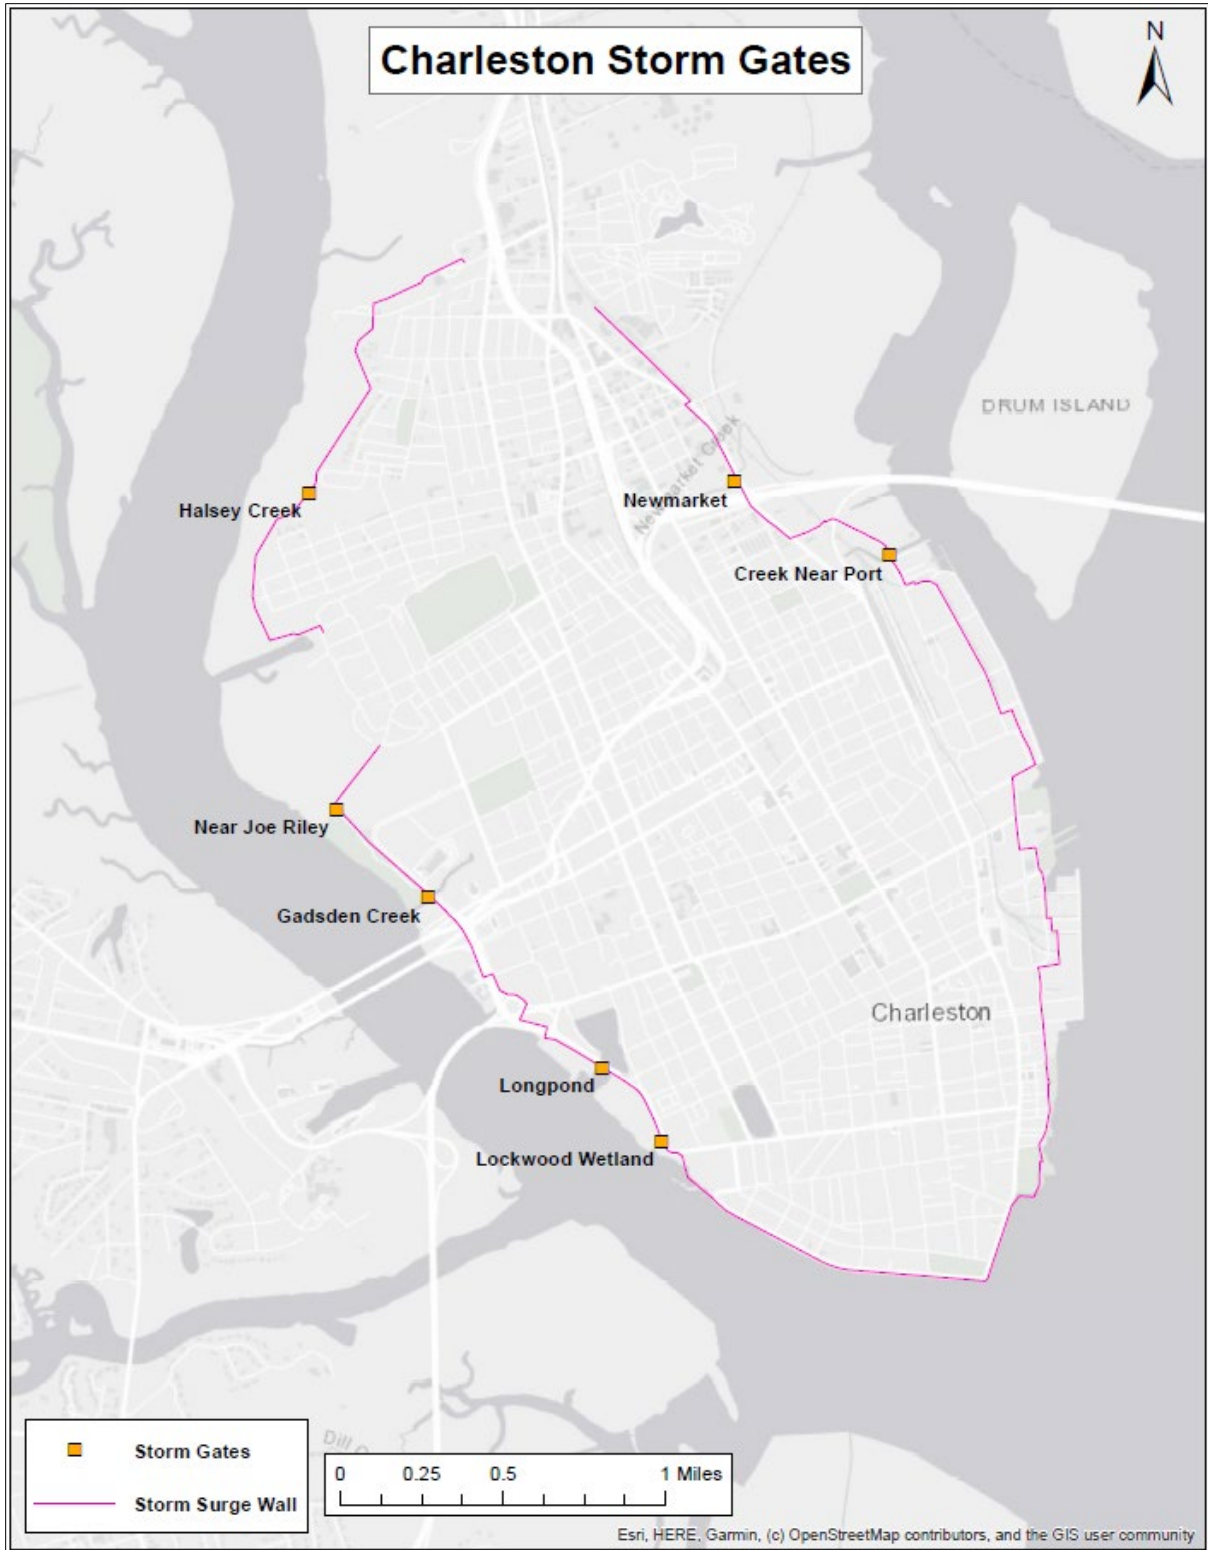 Charleston Storm Gates
N
DRUM ISLAND
Newmarket Creek
Halsey Creek
Newmarket
Creek Near Port
Near Joe Riley
Gadsden Creek
Charleston
Longpond
Lockwood Wetland
Dill
Storm Gates
Storm Surge Wall
0 0.25 0.5 1 Miles
Esri, HERE, Garmin, (c) OpenStreetMap contributors, and the GIS user community